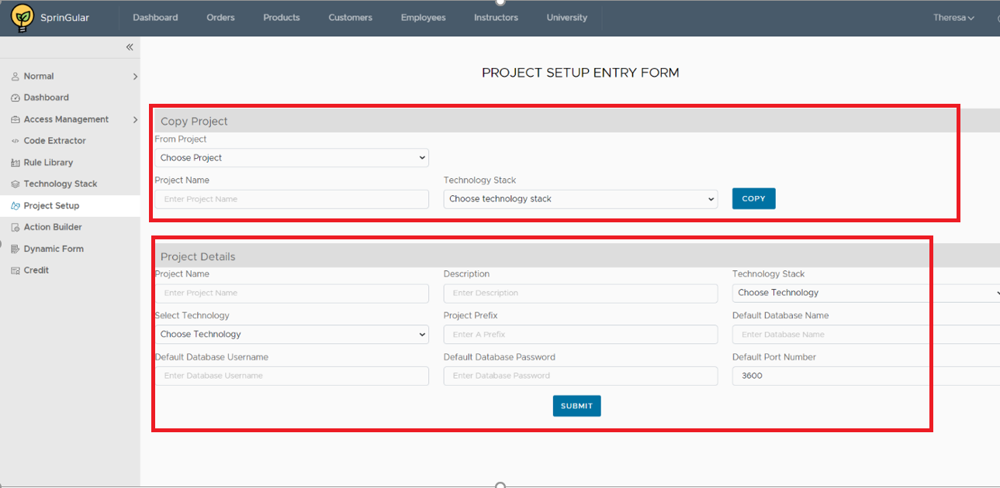 SprinGular Dashboard Orders Products Customers Employees Instructors University Theresa
Normal
Dashboard
Access Management
Code Extractor
Rule Library
Technology Stack
Project Setup
Action Builder
Dynamic Form
Credit
PROJECT SETUP ENTRY FORM
Copy Project
From Project
Choose Project
Project Name Technology Stack
Enter Project Name Choose technology stack COPY
Project Details
Project Name Description Technology Stack
Enter Project Name Enter Description Choose Technology
Select Technology Project Prefix Default Database Name
Choose Technology Enter A Prefix Enter Database Name
Default Database Username Default Database Password Default Port Number
Enter Database Username Enter Database Password 3600
SUBMIT